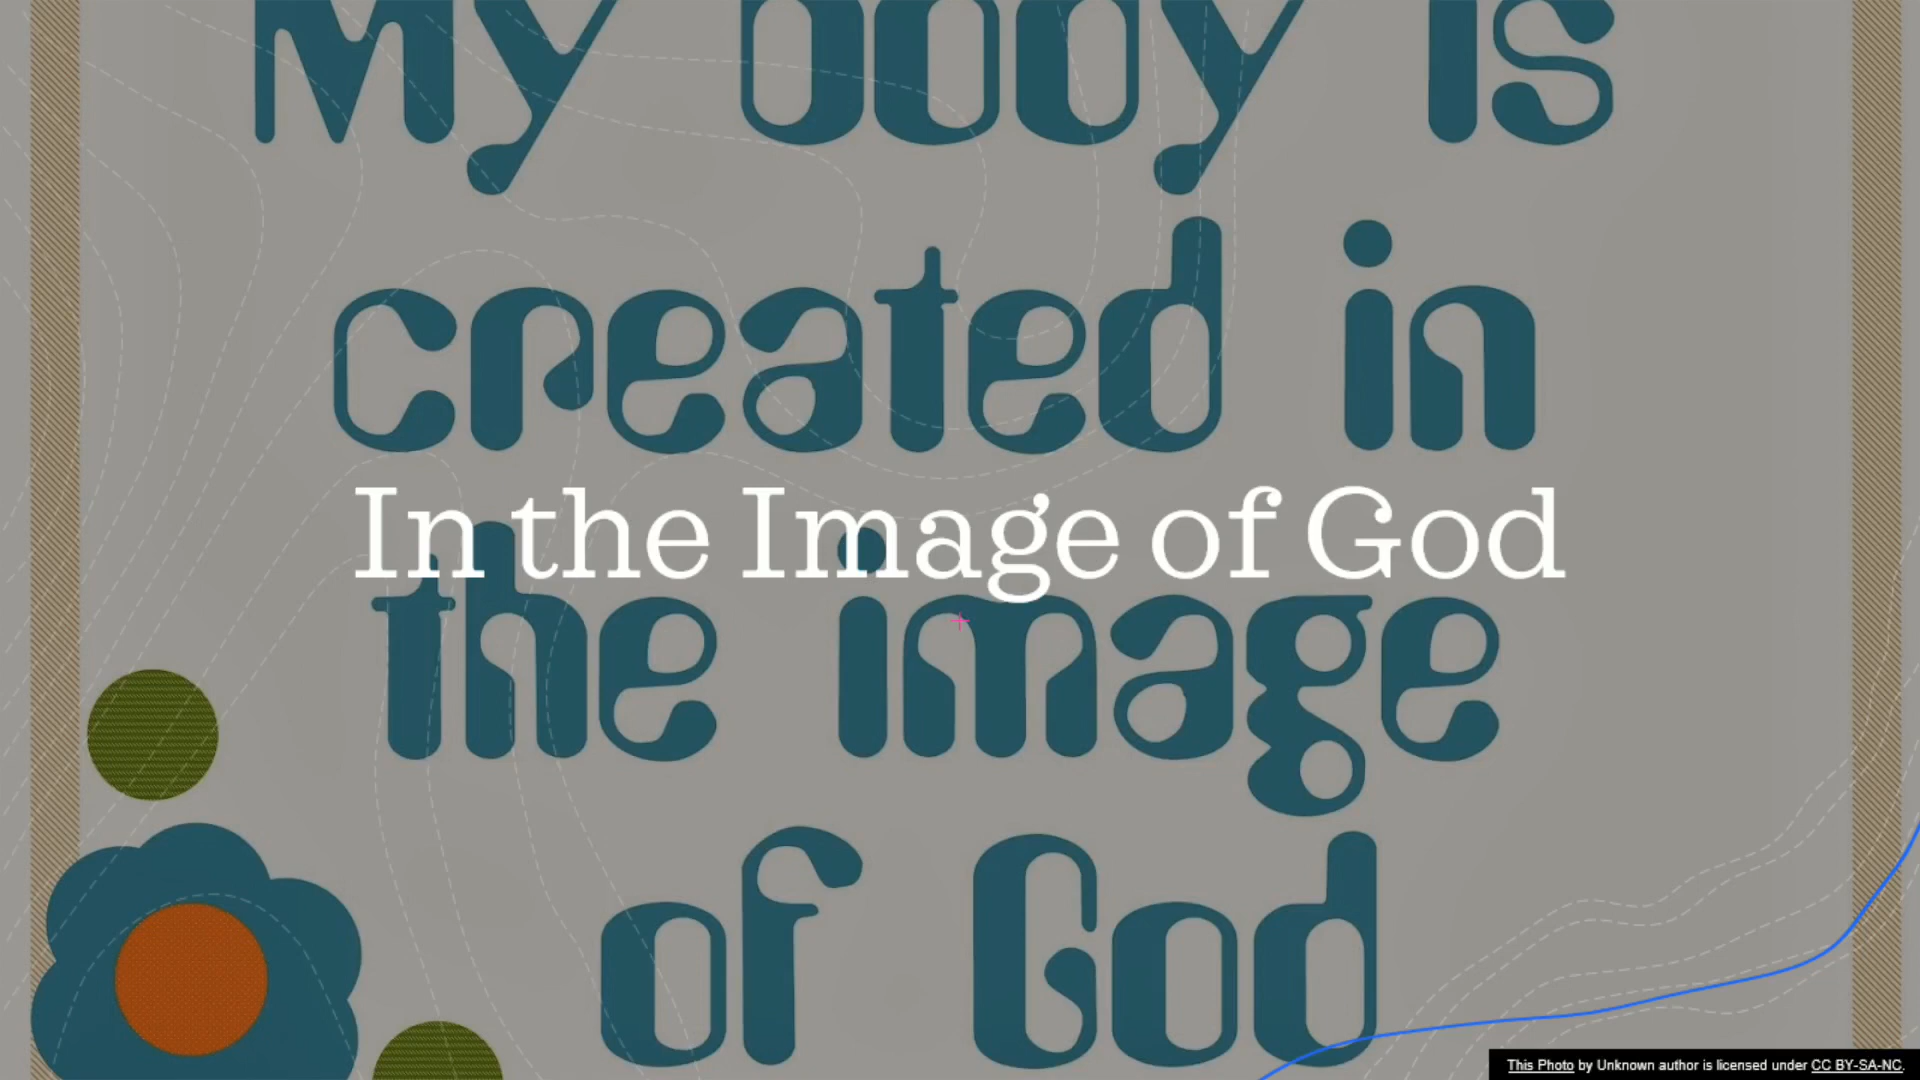 My body is
created in
In the Image of God
the image
of God
This Photo by Unknown author is licensed under CC BY-SA-NC.